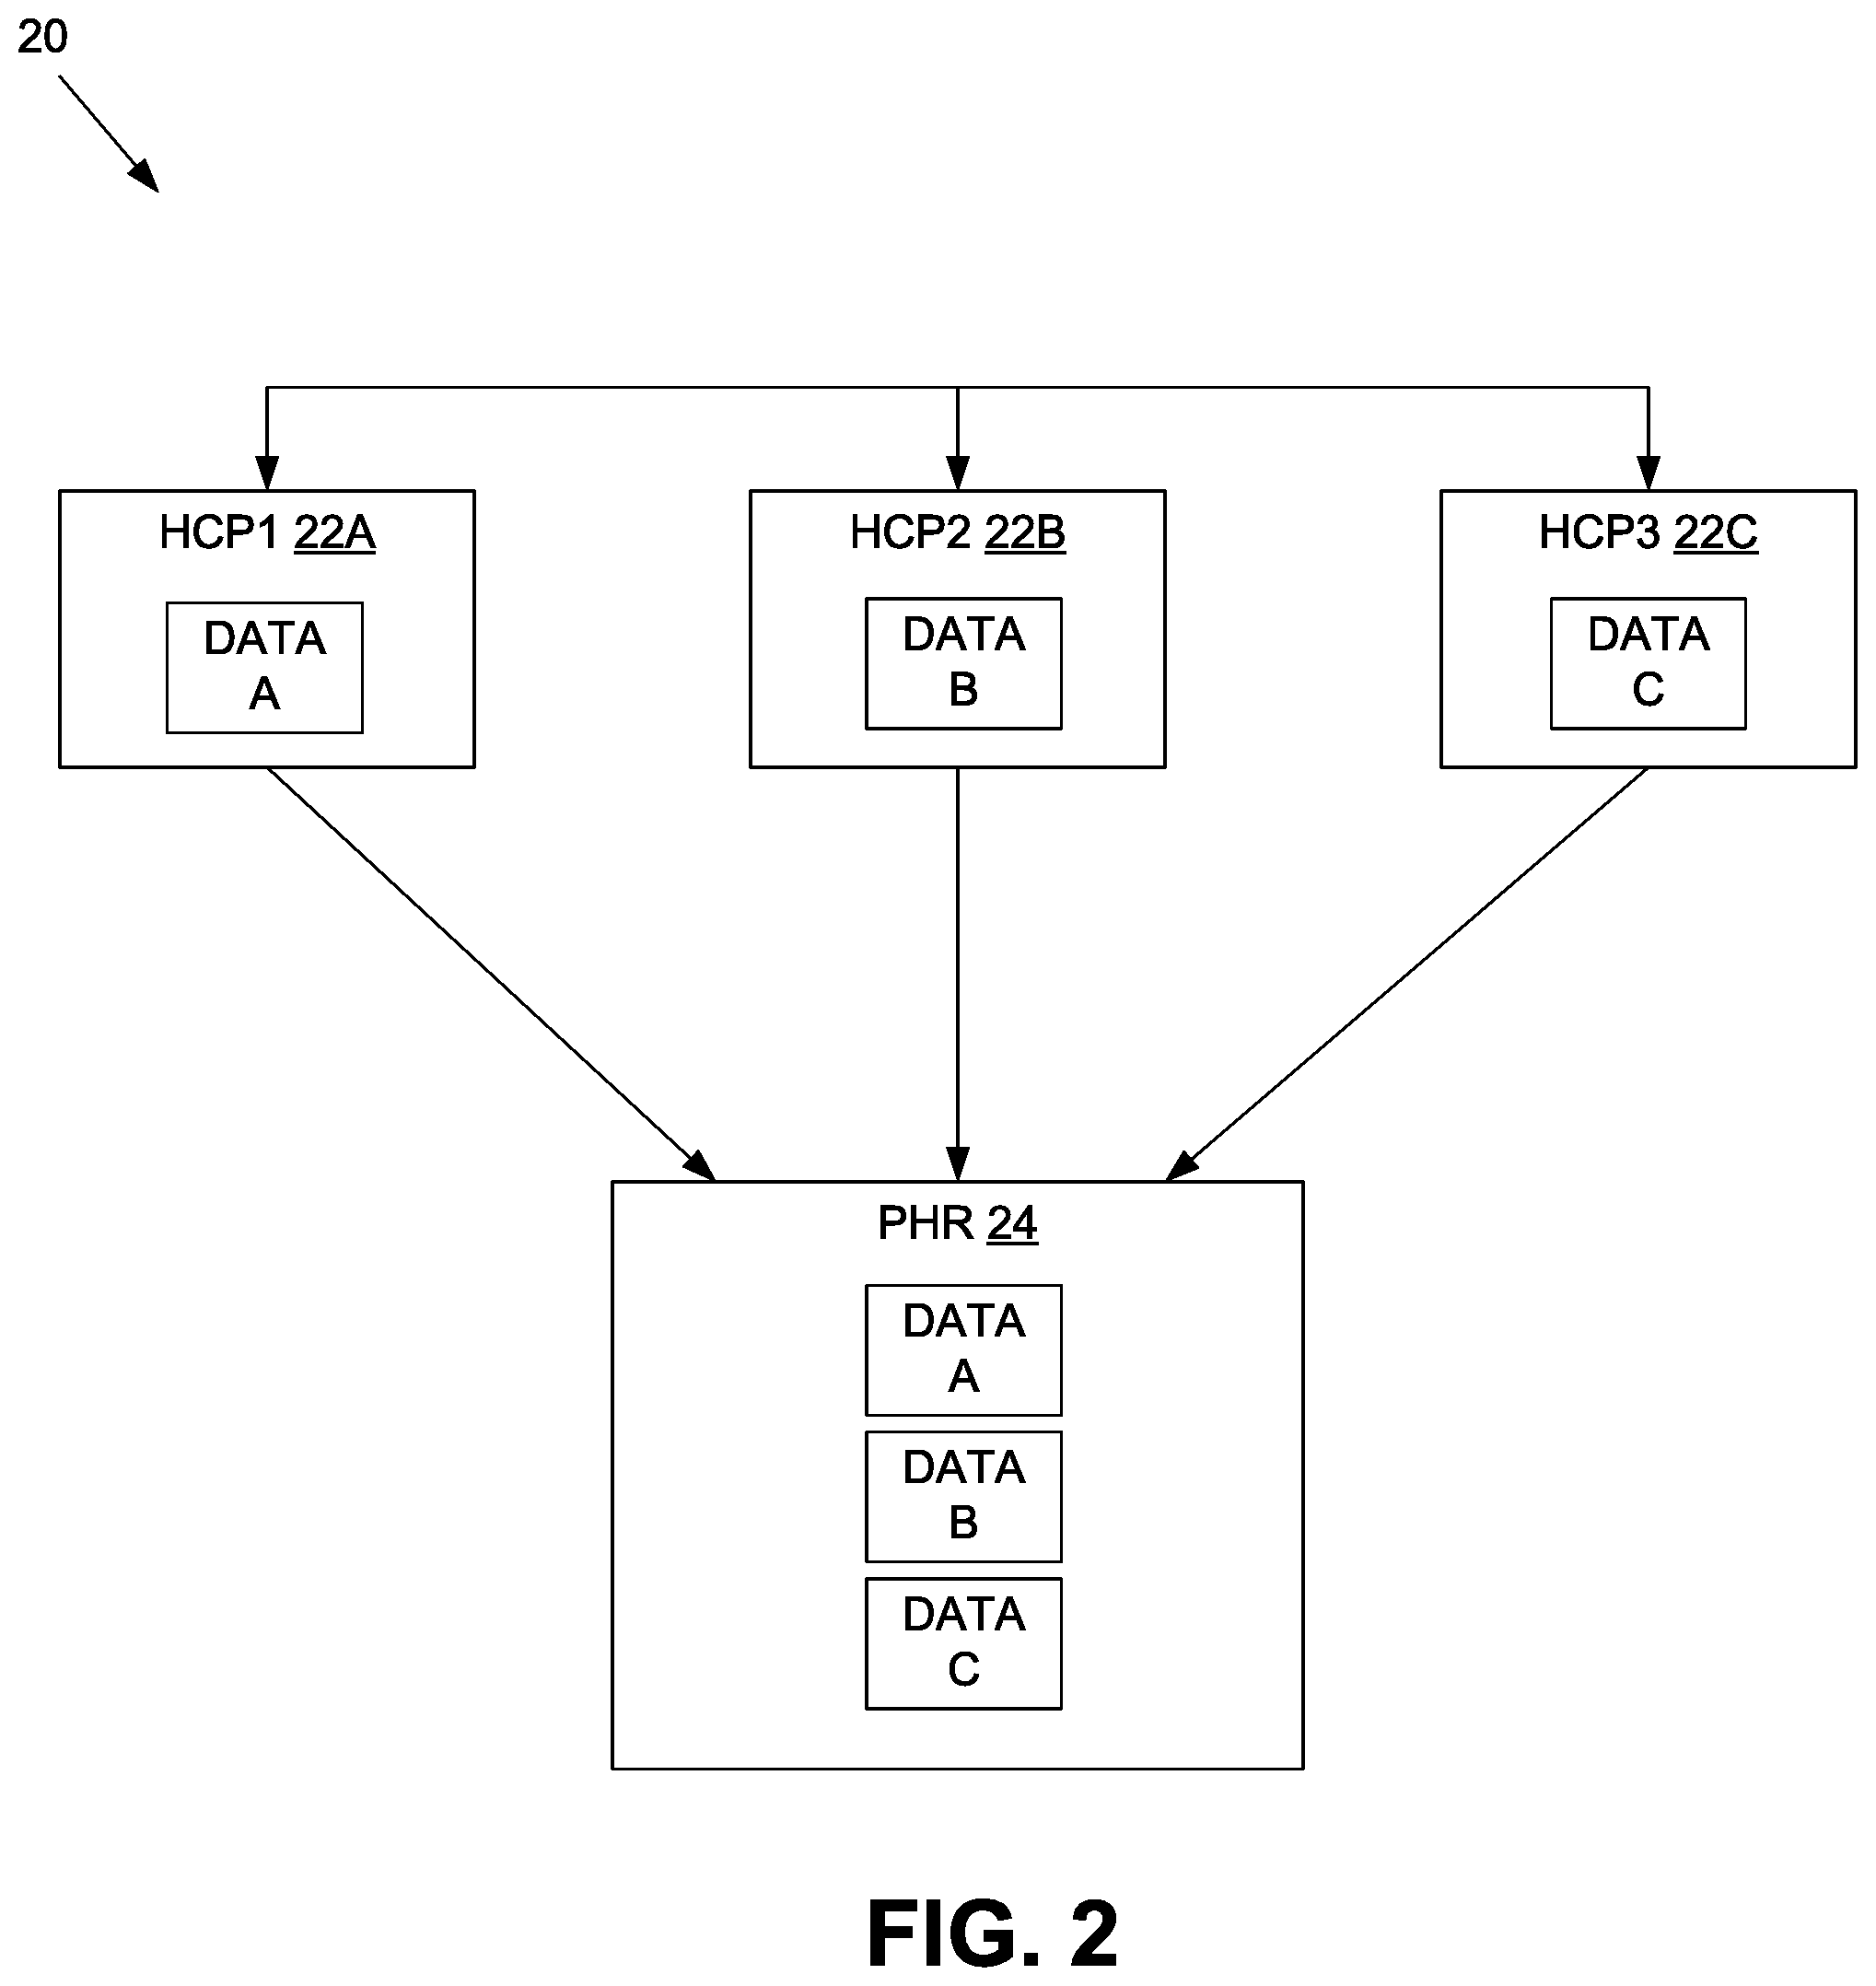 20
HCP1 22A
DATA
A
HCP2 22B
DATA
B
HCP3 22C
DATA
C
PHR 24
DATA
A
DATA
B
DATA
C
FIG. 2